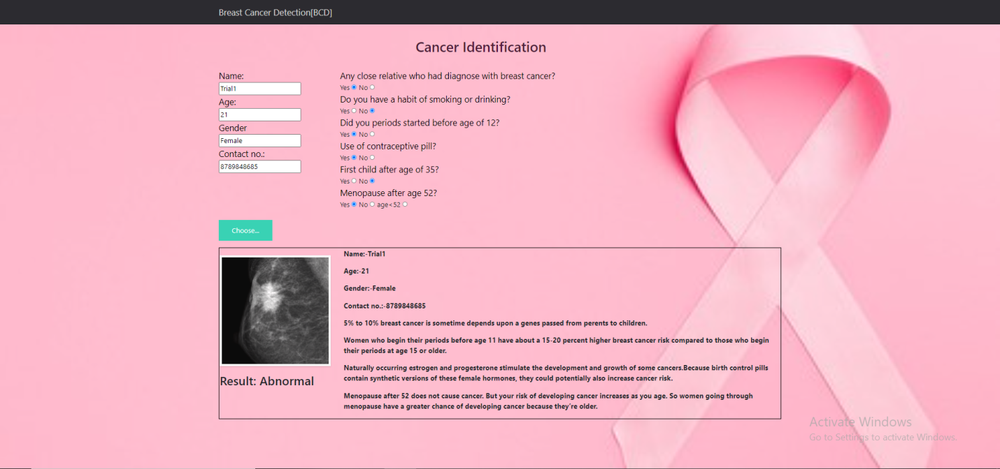 Breast Cancer Detection[BCD]
Cancer Identification
Name:
Trial1
Age:
21
Gender
Female
Contact no.:
8789848685
Any close relative who had diagnose with breast cancer?
Yes No
Do you have a habit of smoking or drinking?
Yes No
Did you periods started before age of 12?
Yes No
Use of contraceptive pill?
Yes No
First child after age of 35?
Yes No
Menopause after age 52?
Yes No age<52
Choose...
Result: Abnormal
Name:-Trial1
Age:-21
Gender:-Female
Contact no.:-8789848685
5% to 10% breast cancer is sometime depends upon a genes passed from perents to children.
Women who begin their periods before age 11 have about a 15-20 percent higher breast cancer risk compared to those who begin
their periods at age 15 or older.
Naturally occurring estrogen and progesterone stimulate the development and growth of some cancers.Because birth control pills
contain synthetic versions of these female hormones, they could potentially also increase cancer risk.
Menopause after 52 does not cause cancer. But your risk of developing cancer increases as you age. So women going through
menopause have a greater chance of developing cancer because they're older.
Activate Windows
Go to Settings to activate Windows.